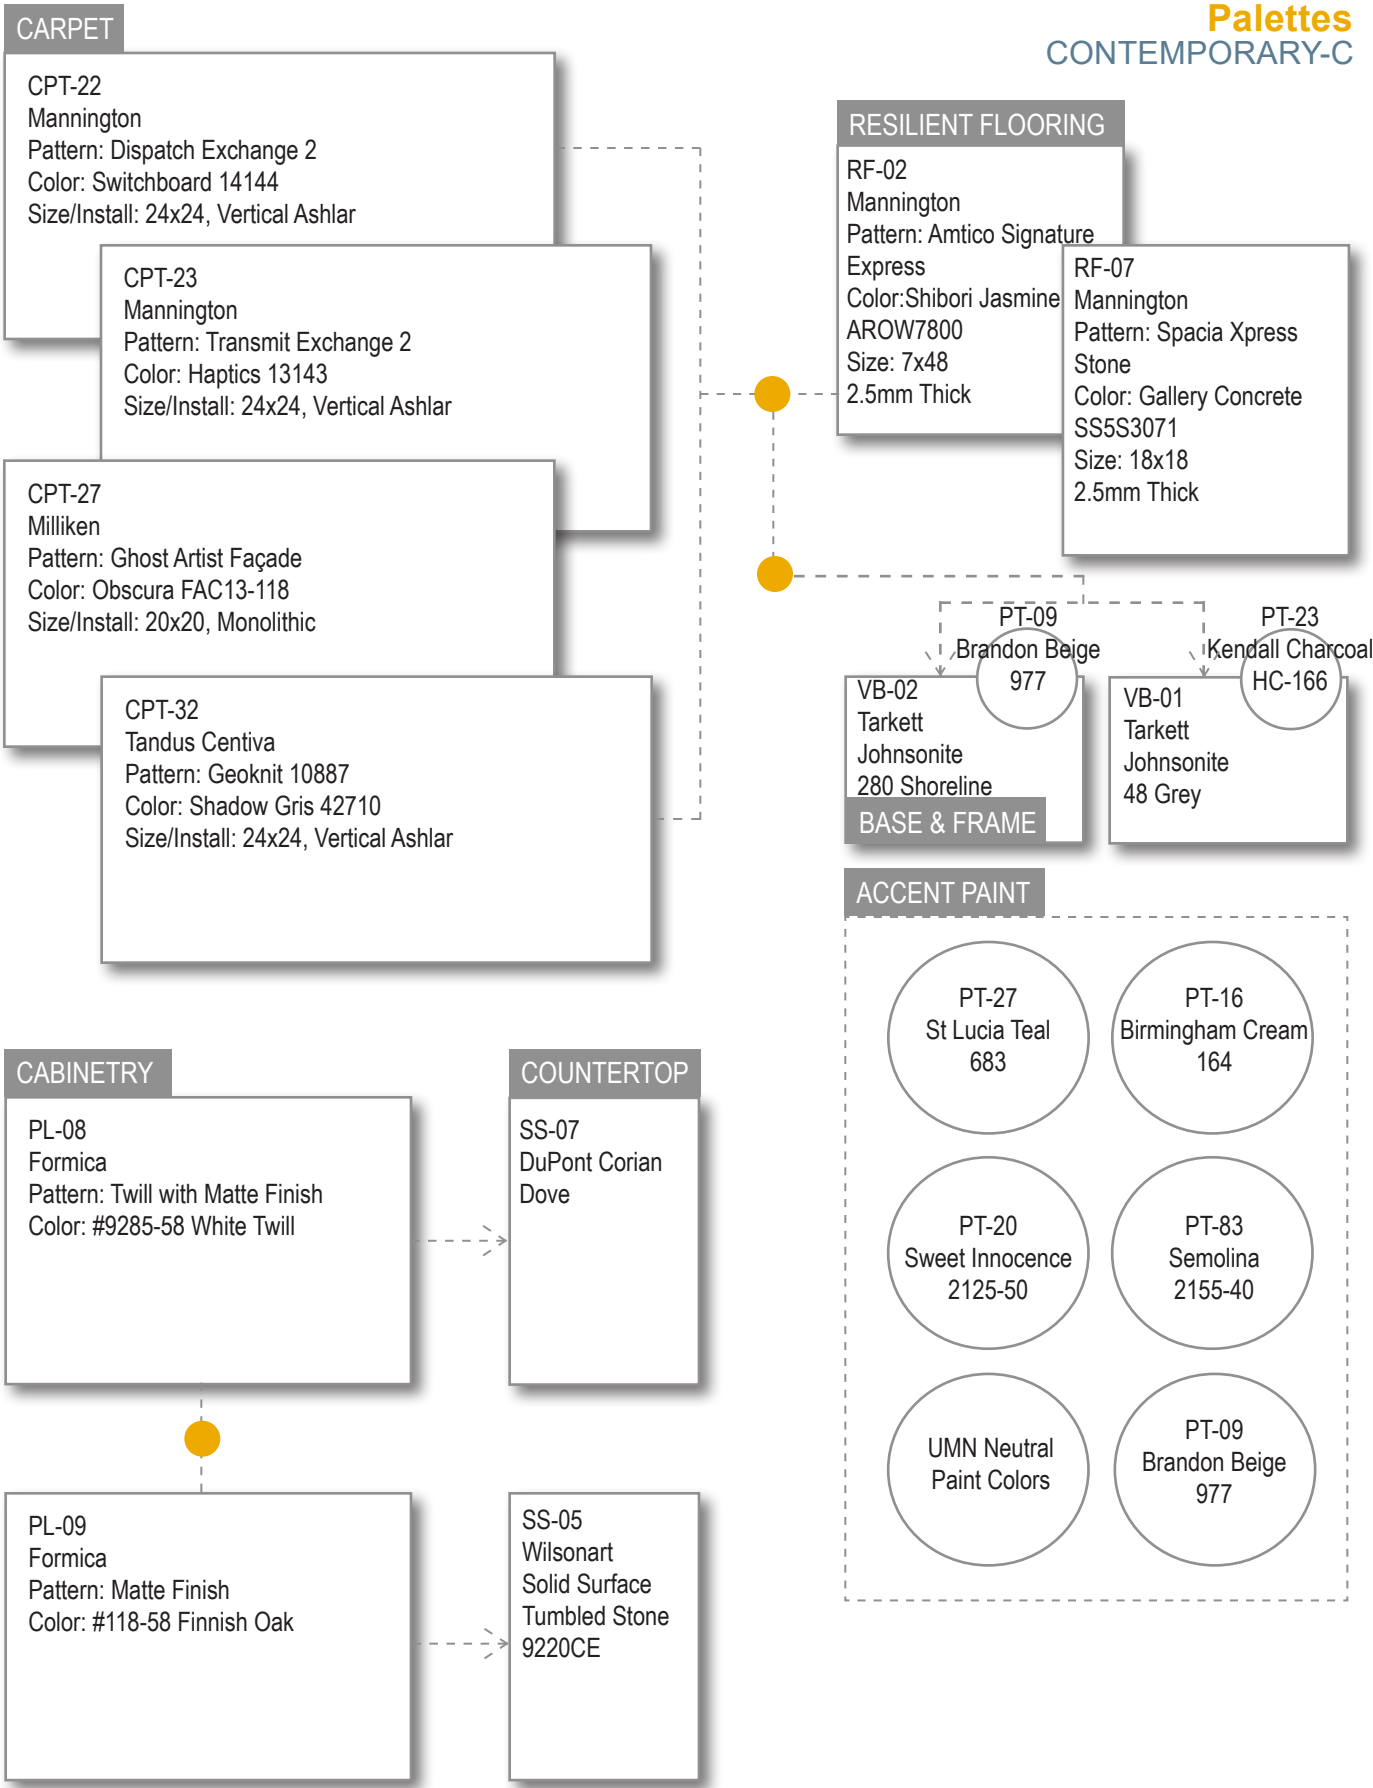 Palettes
CONTEMPORARY-C
CARPET
CPT-22
Mannington
Pattern: Dispatch Exchange 2
Color: Switchboard 14144
Size/Install: 24x24, Vertical Ashlar
CPT-23
Mannington
Pattern: Transmit Exchange 2
Color: Haptics 13143
Size/Install: 24x24, Vertical Ashlar
CPT-27
Milliken
Pattern: Ghost Artist Façade
Color: Obscura FAC13-118
Size/Install: 20x20, Monolithic
CPT-32
Tandus Centiva
Pattern: Geoknit 10887
Color: Shadow Gris 42710
Size/Install: 24x24, Vertical Ashlar
RESILIENT FLOORING
RF-02
Mannington
Pattern: Amtico Signature
Express
Color:Shibori Jasmine
AROW7800
Size: 7x48
2.5mm Thick
RF-07
Mannington
Pattern: Spacia Xpress
Stone
Color: Gallery Concrete
SS5S3071
Size: 18x18
2.5mm Thick
PT-09
Brandon Beige
977
VB-02
Tarkett
Johnsonite
280 Shoreline
BASE & FRAME
PT-23
Kendall Charcoal
HC-166
VB-01
Tarkett
Johnsonite
48 Grey
ACCENT PAINT
PT-27
St Lucia Teal
683
PT-16
Birmingham Cream
164
PT-20
Sweet Innocence
2125-50
PT-83
Semolina
2155-40
UMN Neutral
Paint Colors
PT-09
Brandon Beige
977
CABINETRY
PL-08
Formica
Pattern: Twill with Matte Finish
Color: #9285-58 White Twill
COUNTERTOP
SS-07
DuPont Corian
Dove
PL-09
Formica
Pattern: Matte Finish
Color: #118-58 Finnish Oak
SS-05
Wilsonart
Solid Surface
Tumbled Stone
9220CE